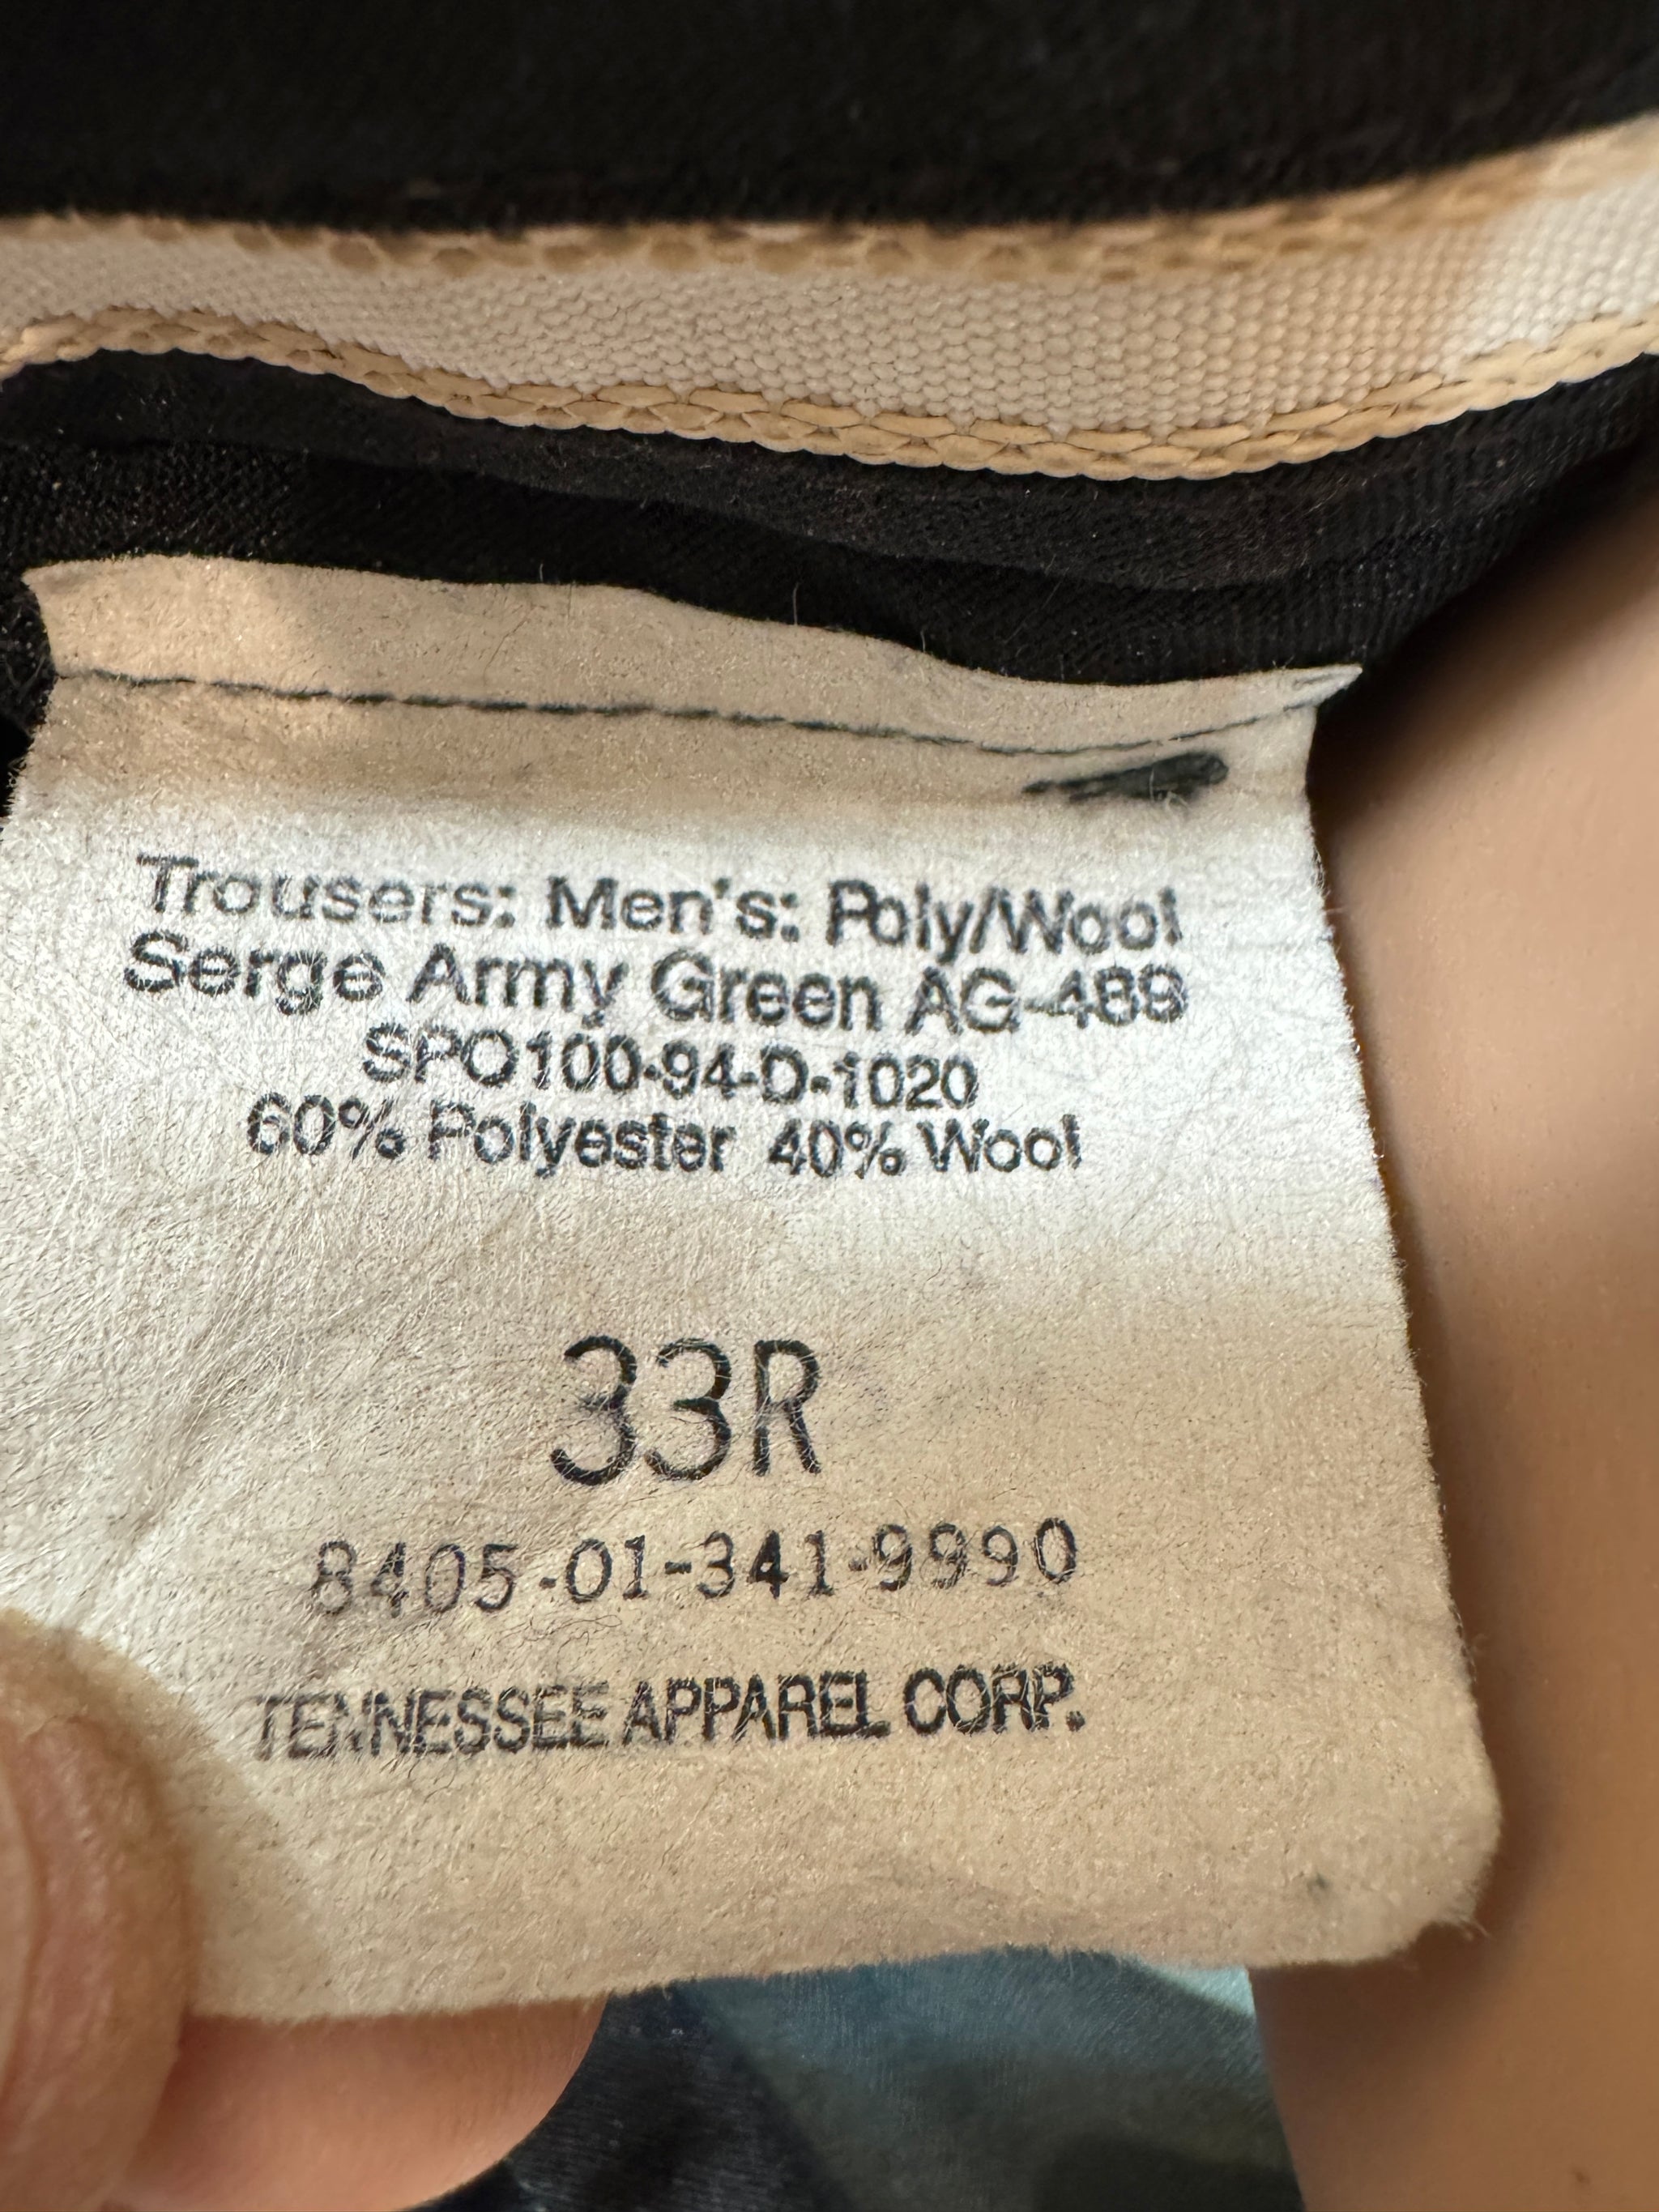 Trousers: Men's: Poly/Wool
Serge Army Green AG-489
SPO100-94-D-1020
60% Polyester 40% Wool
33R
8405-01-341-9990
TENNESSEE APPAREL CORP.